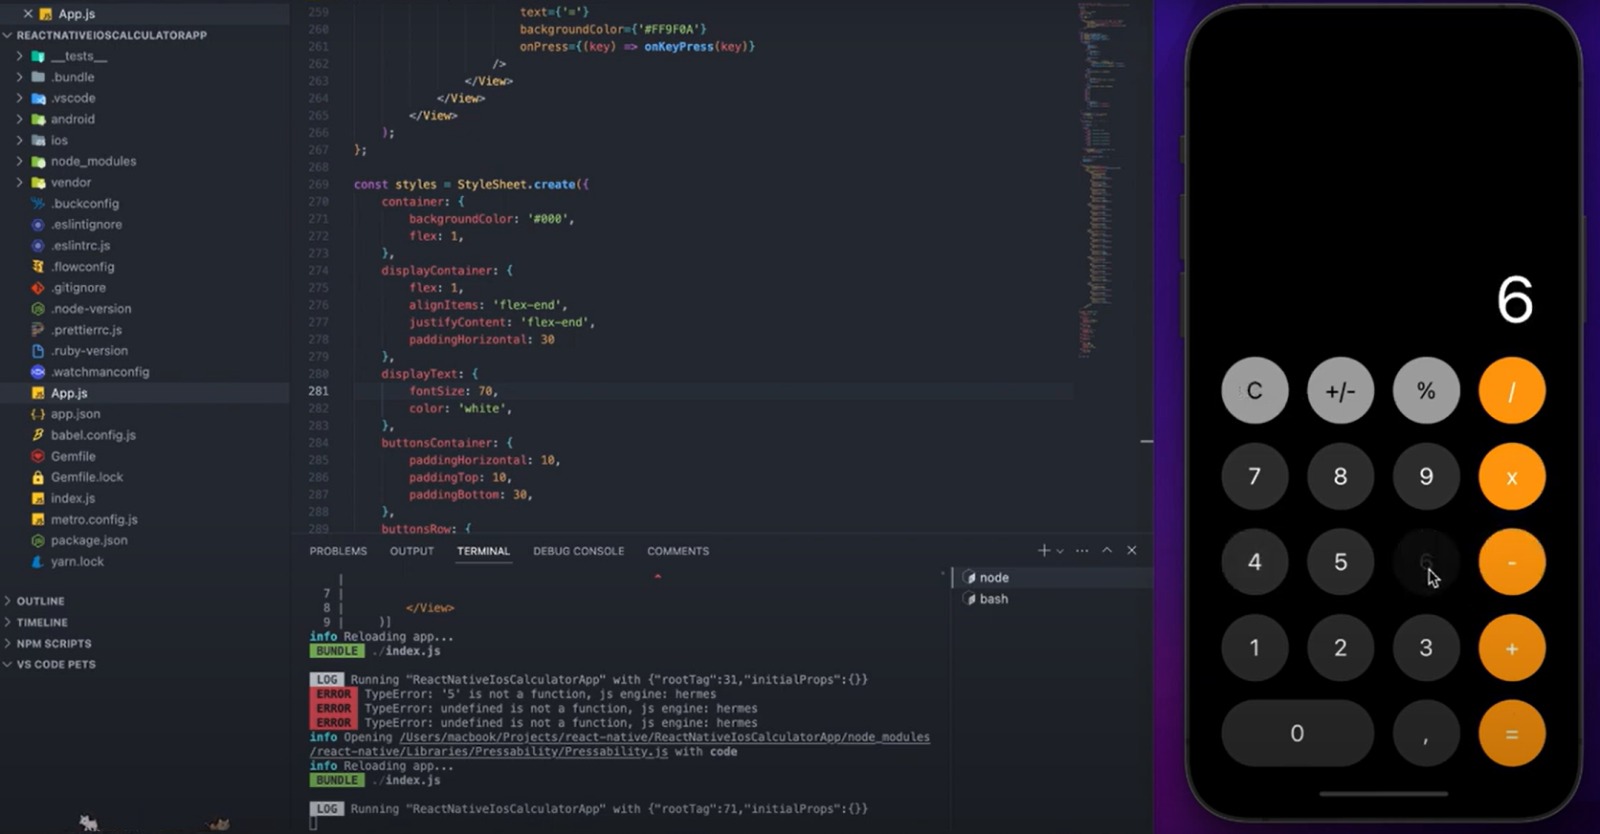 App.js
REACTNATIVEIOSCALCULATORAPP
__tests__
.bundle
.vscode
android
ios
node_modules
vendor
.buckconfig
.eslintignore
.eslintrc.js
.flowconfig
.gitignore
.node-version
.prettierrc.js
.ruby-version
.watchmanconfig
App.js
app.json
babel.config.js
Gemfile
Gemfile.lock
index.js
metro.config.js
package.json
yarn.lock
OUTLINE
TIMELINE
NPM SCRIPTS
VS CODE PETS
259 text={'='}
260 backgroundColor={'#FF9F0A'}
261 onPress={(key) => onKeyPress(key)}
262 />
263 </View>
264 </View>
265 </View>
266 );
267 };
268
269 const styles = StyleSheet.create({
270 container: {
271 backgroundColor: '#000',
272 flex: 1,
273 },
274 displayContainer: {
275 flex: 1,
276 alignItems: 'flex-end',
277 justifyContent: 'flex-end',
278 paddingHorizontal: 30
279 },
280 displayText: {
281 fontSize: 70,
282 color: 'white',
283 },
284 buttonsContainer: {
285 paddingHorizontal: 10,
286 paddingTop: 10,
287 paddingBottom: 30,
288 },
289 buttonsRow: {
PROBLEMS OUTPUT TERMINAL DEBUG CONSOLE COMMENTS
| ^
7 |
8 | </View>
9 | )}
info Reloading app...
BUNDLE ./index.js
LOG Running "ReactNativeIosCalculatorApp" with {"rootTag":31,"initialProps":{}}
ERROR TypeError: '5' is not a function, js engine: hermes
ERROR TypeError: undefined is not a function, js engine: hermes
ERROR TypeError: undefined is not a function, js engine: hermes
info Opening /Users/macbook/Projects/react-native/ReactNativeIosCalculatorApp/node_modules
/react-native/Libraries/Pressability/Pressability.js with code
info Reloading app...
BUNDLE ./index.js
LOG Running "ReactNativeIosCalculatorApp" with {"rootTag":71,"initialProps":{}}
node
bash
6
C +/- % /
7 8 9 x
4 5 6 -
1 2 3 +
0 , =